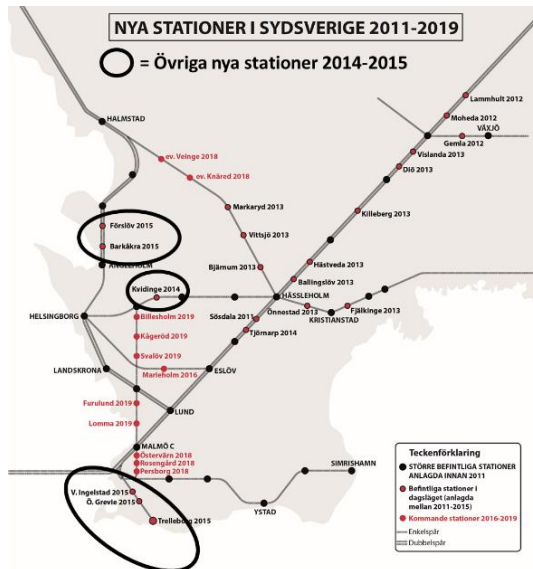 NYA STATIONER I SYDSVERIGE 2011-2019
= Övriga nya stationer 2014-2015
Lammhult 2012
Moheda 2012
HALMSTAD
VÄXJÖ
Gemla 2012
Vislanda 2013
ev. Veinge 2018
Diö 2013
ev. Knäred 2018
Markaryd 2013
Killeberg 2013
Förslöv 2015
Vittsjö 2013
Barkåkra 2015
Hästveda 2013
ÄNGELHOLM
Bjärnum 2013
Ballingslöv 2013
Kvidinge 2014
HÄSSLEHOLM
Önnestad 2013
Fjälkinge 2013
HELSINGBORG
Billesholm 2019
Sösdala 2011
KRISTIANSTAD
Tjörnarp 2014
Kågeröd 2019
Svalöv 2019
LANDSKRONA
Marieholm 2016
ESLÖV
Furulund 2019
LUND
Lomma 2019
MALMÖ C
Östervärn 2018
Rosengård 2018
Persborg 2018
SIMRISHAMN
V. Ingelstad 2015
Ö. Grevie 2015
YSTAD
Trelleborg 2015
Teckenförklaring
STÖRRE BEFINTLIGA STATIONER
ANLAGDA INNAN 2011
Befintliga stationer i
dagsläget (anlagda
mellan 2011-2015)
Kommande stationer 2016-2019
Enkelspår
Dubbelspår